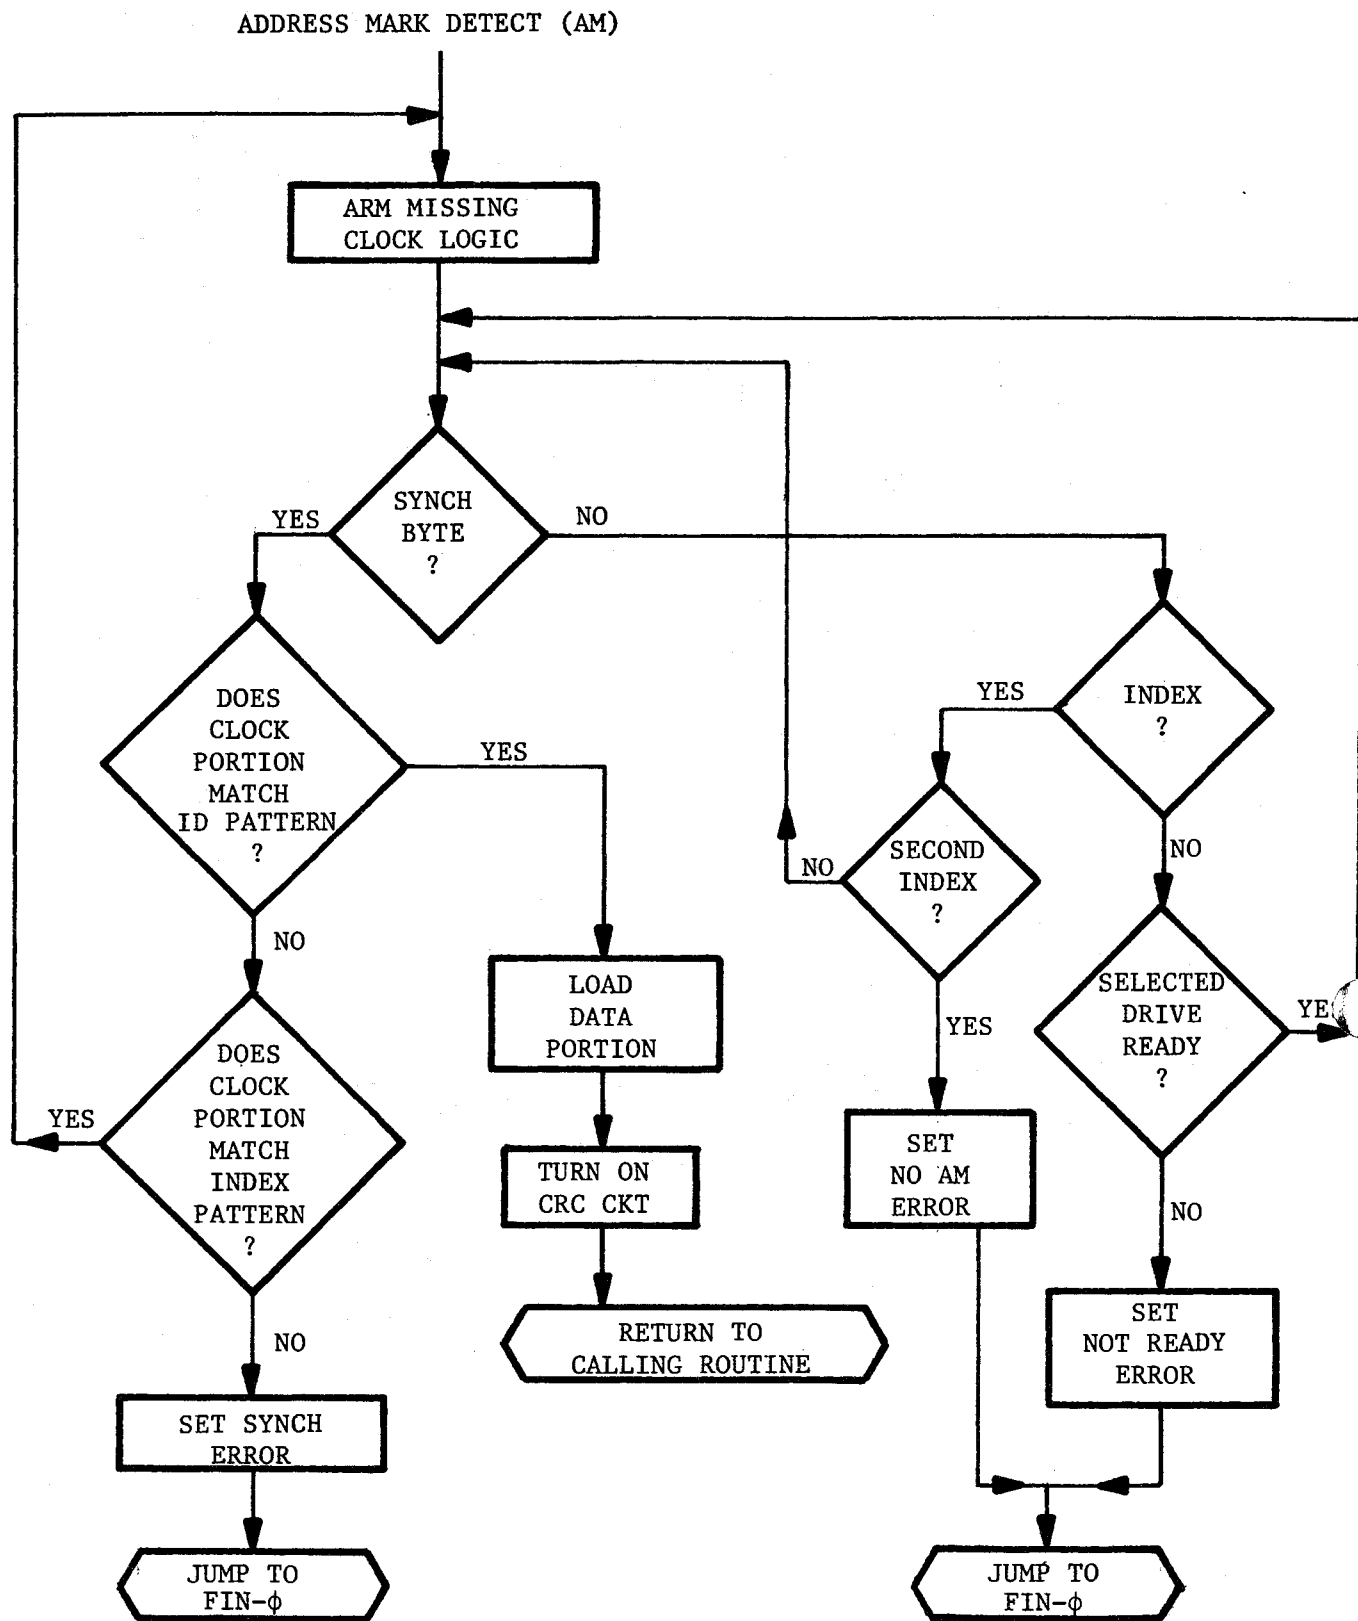 ADDRESS MARK DETECT (AM)
ARM MISSING
CLOCK LOGIC
SYNCH
BYTE
?
YES
NO
DOES
CLOCK
PORTION
MATCH
ID PATTERN
?
YES
NO
INDEX
?
YES
NO
SECOND
INDEX
?
NO
YES
SELECTED
DRIVE
READY
?
YE
NO
LOAD
DATA
PORTION
TURN ON
CRC CKT
RETURN TO
CALLING ROUTINE
DOES
CLOCK
PORTION
MATCH
INDEX
PATTERN
?
YES
NO
SET
NO AM
ERROR
SET
NOT READY
ERROR
SET SYNCH
ERROR
JUMP TO
FIN-ϕ
JUMP TO
FIN-ϕ